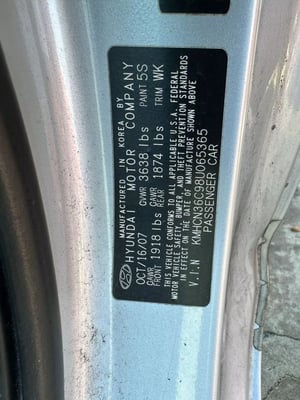 MANUFACTURED IN KOREA BY
HYUNDAI MOTOR COMPANY
OCT/16/07 GVWR 3638 lbs PAINT 5S
GAWR FRONT 1918 lbs GAWR REAR 1874 lbs TRIM WK
THIS VEHICLE CONFORMS TO ALL APPLICABLE U.S.A. FEDERAL
MOTOR VEHICLE SAFETY, BUMPER, AND THEFT PREVENTION STANDARDS
IN EFFECT ON THE DATE OF MANUFACTURE SHOWN ABOVE
V.I.N KMHCN36C98U065365
PASSENGER CAR